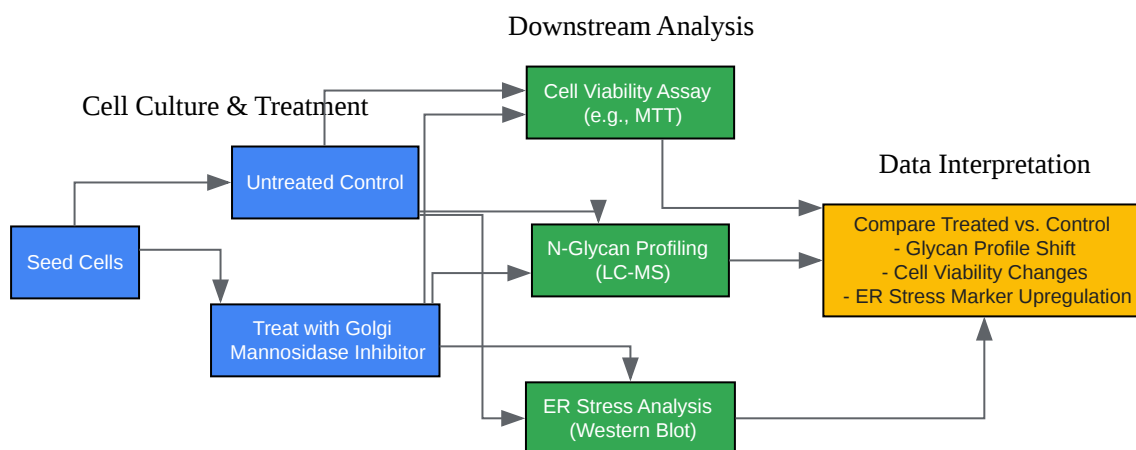 Downstream Analysis
Cell Culture & Treatment
Data Interpretation
Cell Viability Assay
(e.g., MTT)
Untreated Control
Seed Cells
N-Glycan Profiling
(LC-MS)
Compare Treated vs. Control
- Glycan Profile Shift
- Cell Viability Changes
- ER Stress Marker Upregulation
Treat with Golgi
Mannosidase Inhibitor
ER Stress Analysis
(Western Blot)